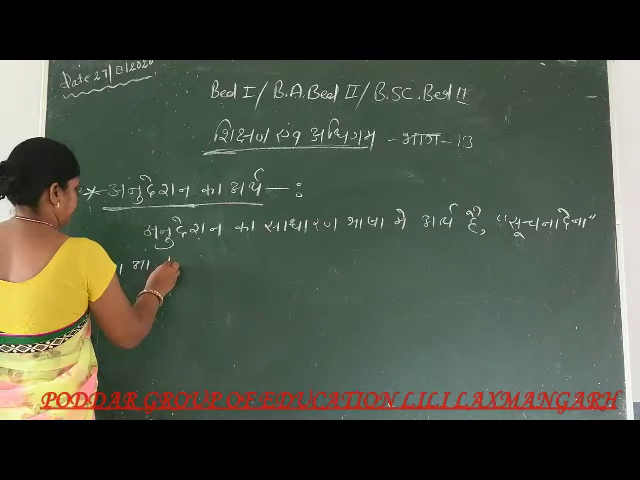 Date 27/8/2020
Bed I / B.A.Bed II / B.SC.Bed II
शिक्षण एवं अधिगम - भाग - 13
* अनुदेशन का अर्थ - :
अनुदेशन का साधारण भाषा मे अर्थ है, "सूचना देना"
PODDAR GROUP OF EDUCATION LILI LAXMANGARH